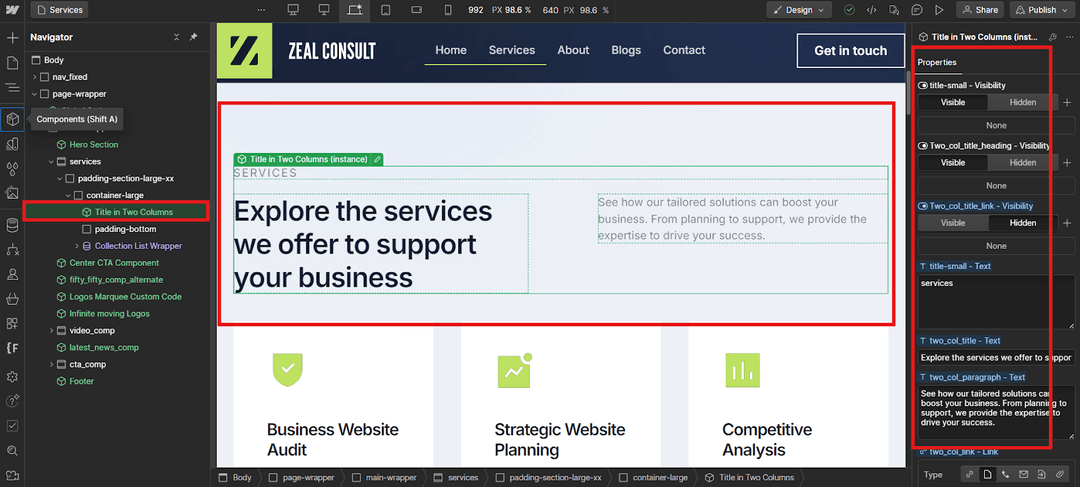 Services
992 PX 98.6 %
640 PX 98.6 %
Design
Share
Publish
Navigator
Body
nav_fixed
page-wrapper
Components (Shift A)
Hero Section
services
padding-section-large-xx
container-large
Title in Two Columns
padding-bottom
Collection List Wrapper
Center CTA Component
fifty_fifty_comp_alternate
Logos Marquee Custom Code
Infinite moving Logos
video_comp
latest_news_comp
cta_comp
Footer
ZEAL CONSULT
Home
Services
About
Blogs
Contact
Get in touch
Title in Two Columns (instance)
SERVICES
Explore the services
we offer to support
your business
See how our tailored solutions can boost your
business. From planning to support, we provide the
expertise to drive your success.
Business Website
Audit
Strategic Website
Planning
Competitive
Analysis
Body
page-wrapper
main-wrapper
services
padding-section-large-xx
container-large
Title in Two Columns
Title in Two Columns (inst...
Properties
title-small - Visibility
Visible
Hidden
None
Two_col_title_heading - Visibility
Visible
Hidden
None
Two_col_title_link - Visibility
Visible
Hidden
None
title-small - Text
services
two_col_title - Text
Explore the services we offer to suppor
two_col_paragraph - Text
See how our tailored solutions can
boost your business. From planning to
support, we provide the expertise to
drive your success.
two_col_link - Link
Type